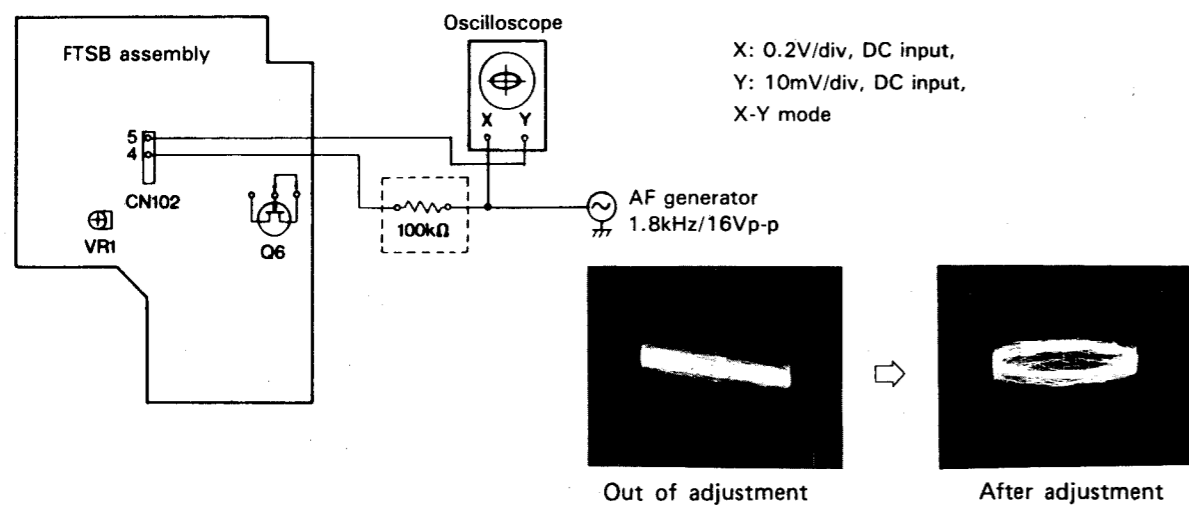 Oscilloscope
FTSB assembly
X: 0.2V/div, DC input,
Y: 10mV/div, DC input,
X-Y mode
X Y
5
4
CN102
VR1
Q6
100kΩ
AF generator
1.8kHz/16Vp-p
Out of adjustment
After adjustment